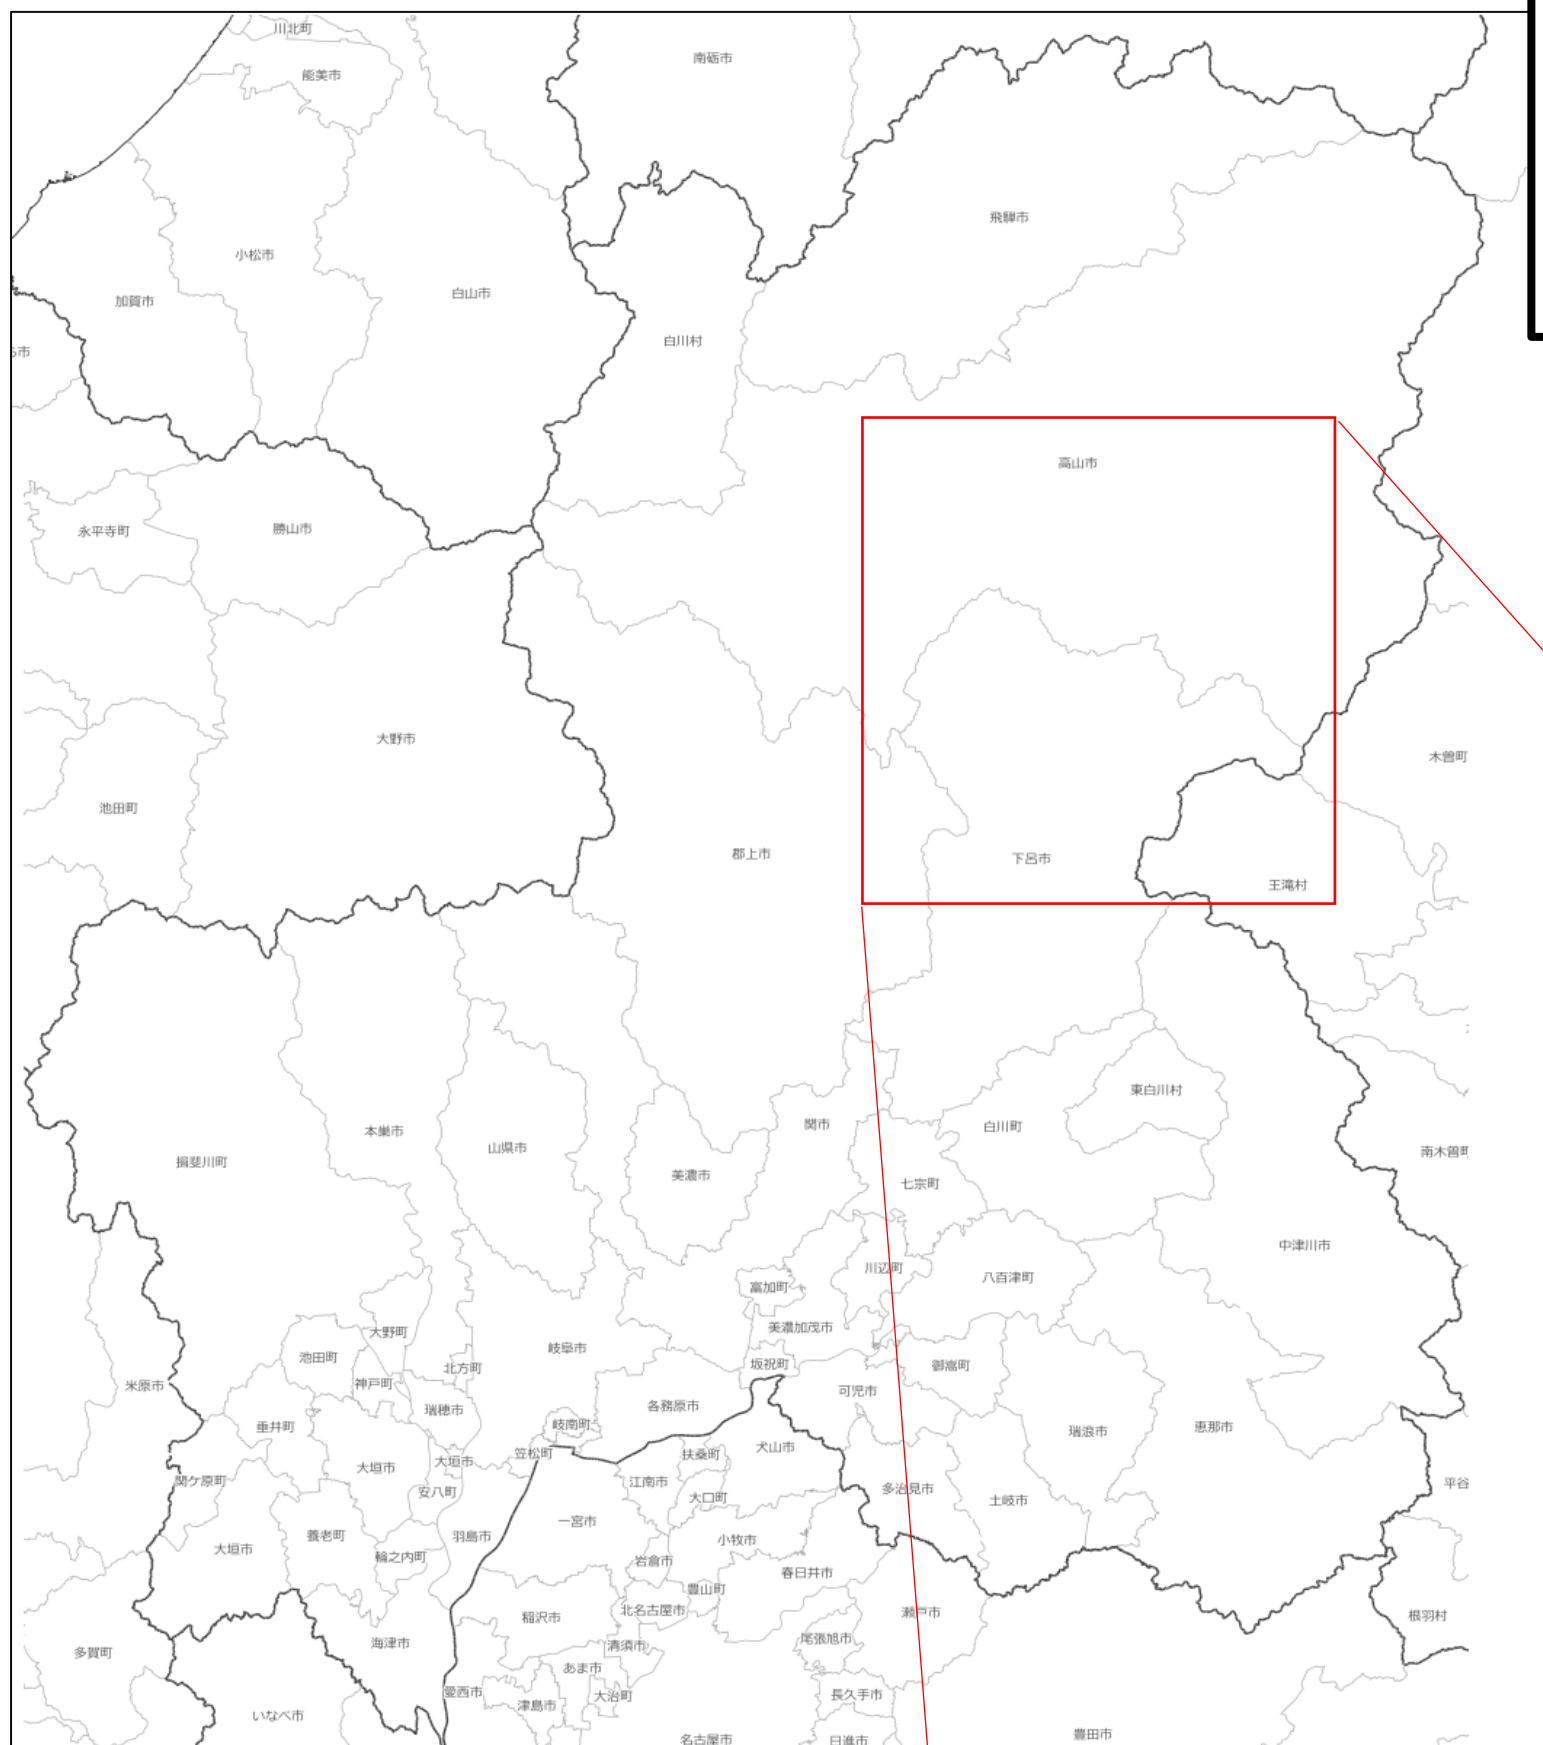 川北町
南砺市
能美市
飛騨市
小松市
白山市
加賀市
白川村
市
高山市
永平寺町
勝山市
大野市
木曽町
池田町
郡上市
下呂市
王滝村
東白川村
関市
白川町
本巣市
山県市
南木曽町
揖斐川町
美濃市
七宗町
中津川市
川辺町
八百津町
富加町
美濃加茂市
大野町
岐阜市
池田町
北方町
坂祝町
御嵩町
神戸町
米原市
可児市
各務原市
瑞穂市
岐南町
垂井町
恵那市
瑞浪市
犬山市
笠松町
扶桑町
大垣市
大垣市
関ケ原町
江南市
平谷
多治見市
安八町
大口町
土岐市
一宮市
養老町
羽島市
小牧市
大垣市
輪之内町
岩倉市
春日井市
豊山町
北名古屋市
瀬戸市
稲沢市
根羽村
尾張旭市
海津市
清須市
多賀町
あま市
愛西市
大治町
長久手市
津島市
いなべ市
豊田市
名古屋市
日進市